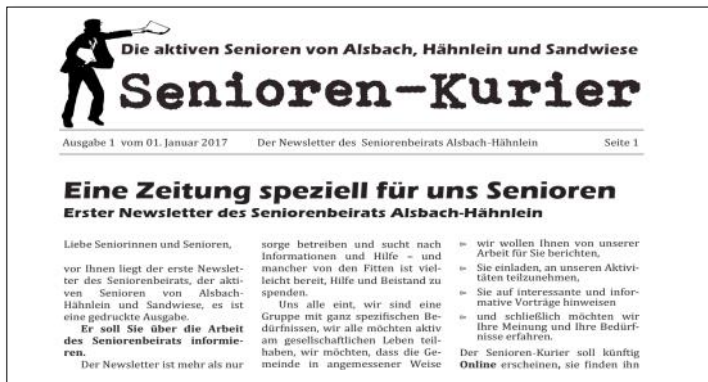 Die aktiven Senioren von Alsbach, Hähnlein und Sandwiese
Senioren-Kurier
Ausgabe 1 vom 01. Januar 2017 Der Newsletter des Seniorenbeirats Alsbach-Hähnlein Seite 1
Eine Zeitung speziell für uns Senioren
Erster Newsletter des Seniorenbeirats Alsbach-Hähnlein
Liebe Seniorinnen und Senioren,
vor Ihnen liegt der erste Newslet-
ter des Seniorenbeirats, der akti-
ven Senioren von Alsbach-
Hähnlein und Sandwiese, es ist
eine gedruckte Ausgabe.
Er soll Sie über die Arbeit
des Seniorenbeirats informie-
ren.
Der Newsletter ist mehr als nur
sorge betreiben und sucht nach
Informationen und Hilfe – und
mancher von den Fitten ist viel-
leicht bereit, Hilfe und Beistand zu
spenden.
Uns alle eint, wir sind eine
Gruppe mit ganz spezifischen Be-
dürfnissen, wir alle möchten aktiv
am gesellschaftlichen Leben teil-
haben, wir möchten, dass die Ge-
meinde in angemessener Weise
▻ wir wollen Ihnen von unserer
Arbeit für Sie berichten,
▻ Sie einladen, an unseren Aktivi-
täten teilzunehmen,
▻ Sie auf interessante und infor-
mative Vorträge hinweisen
▻ und schließlich möchten wir
Ihre Meinung und Ihre Bedürf-
nisse erfahren.
Der Senioren-Kurier soll künftig
Online erscheinen, sie finden ihn